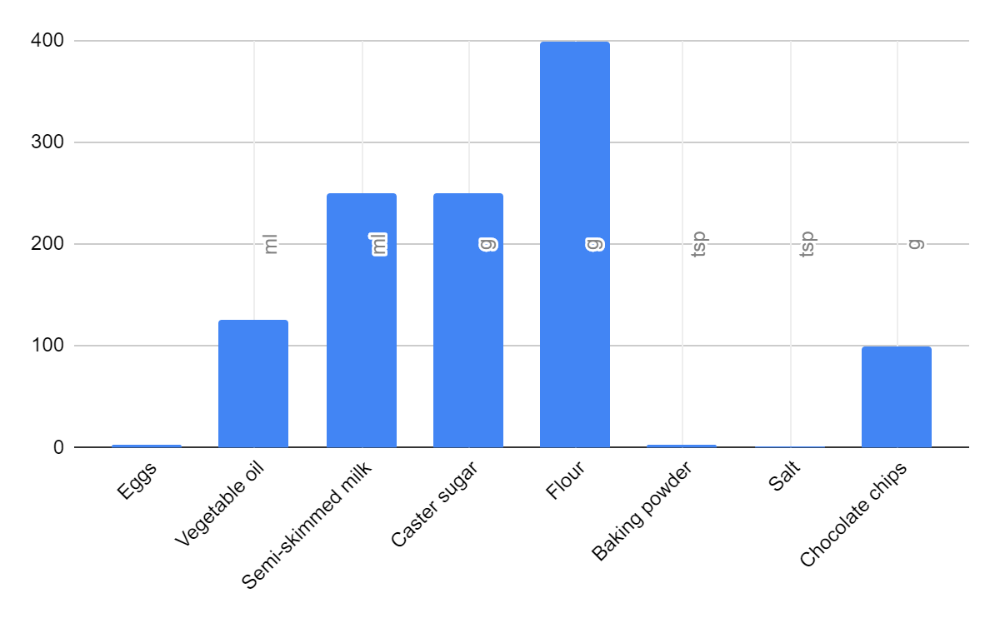 400
300
200
100
0
ml
ml
g
g
tsp
tsp
g
Eggs
Vegetable oil
Semi-skimmed milk
Caster sugar
Flour
Baking powder
Salt
Chocolate chips